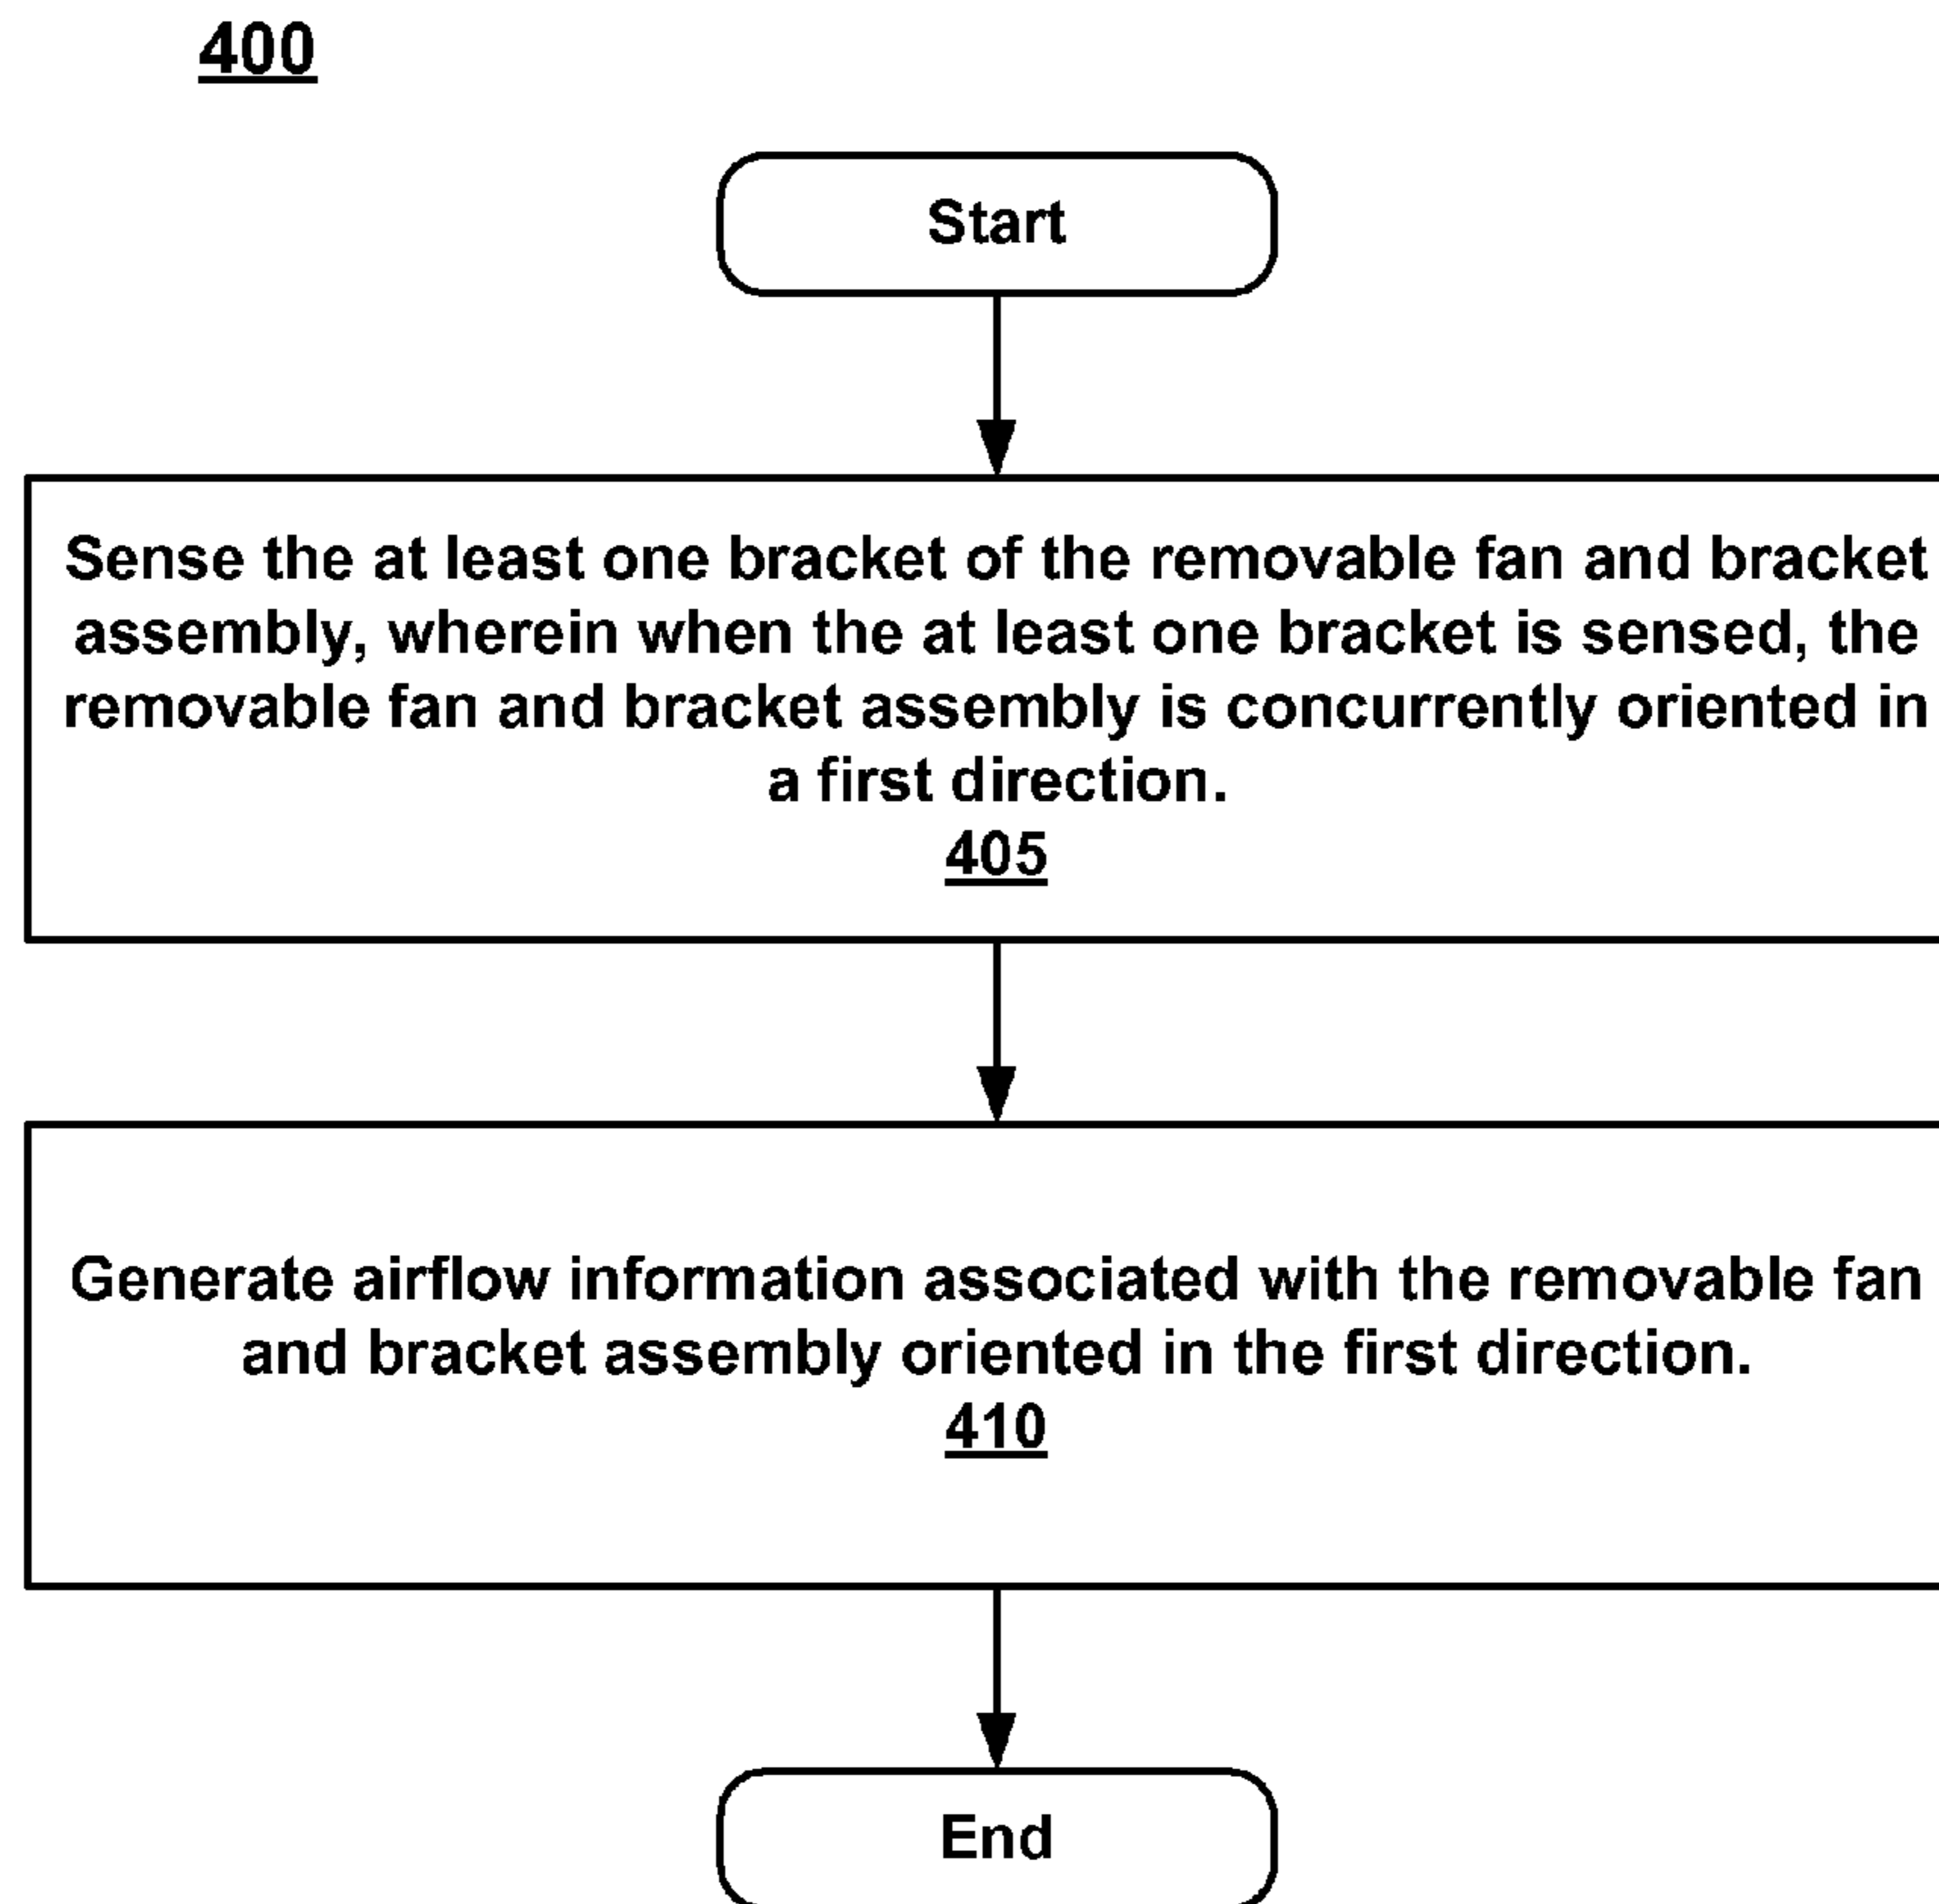 400
Start
Sense the at least one bracket of the removable fan and bracket
assembly, wherein when the at least one bracket is sensed, the
removable fan and bracket assembly is concurrently oriented in
a first direction.
405
Generate airflow information associated with the removable fan
and bracket assembly oriented in the first direction.
410
End